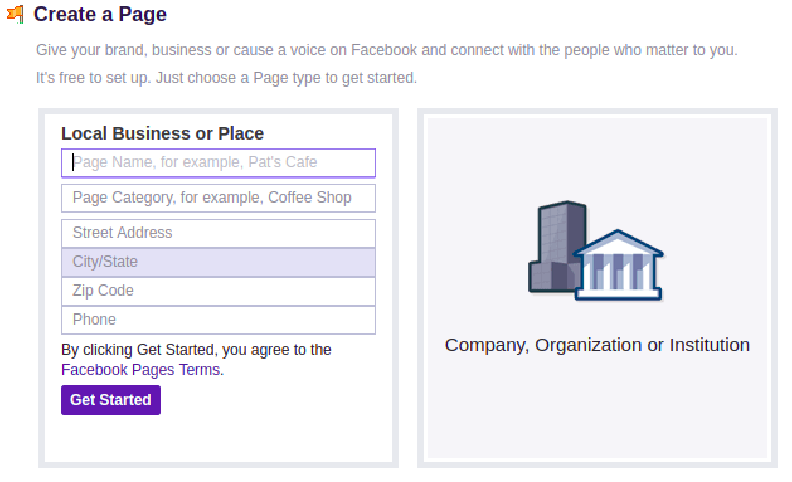 Create a Page
Give your brand, business or cause a voice on Facebook and connect with the people who matter to you.
It's free to set up. Just choose a Page type to get started.
Local Business or Place
Page Name, for example, Pat's Cafe
Page Category, for example, Coffee Shop
Street Address
City/State
Zip Code
Phone
By clicking Get Started, you agree to the
Facebook Pages Terms.
Get Started
Company, Organization or Institution